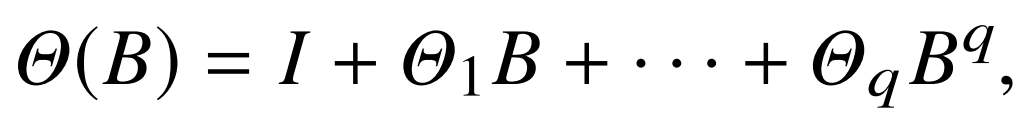 Θ(B) = I + Θ₁B + · · · + Θ_qB^q,